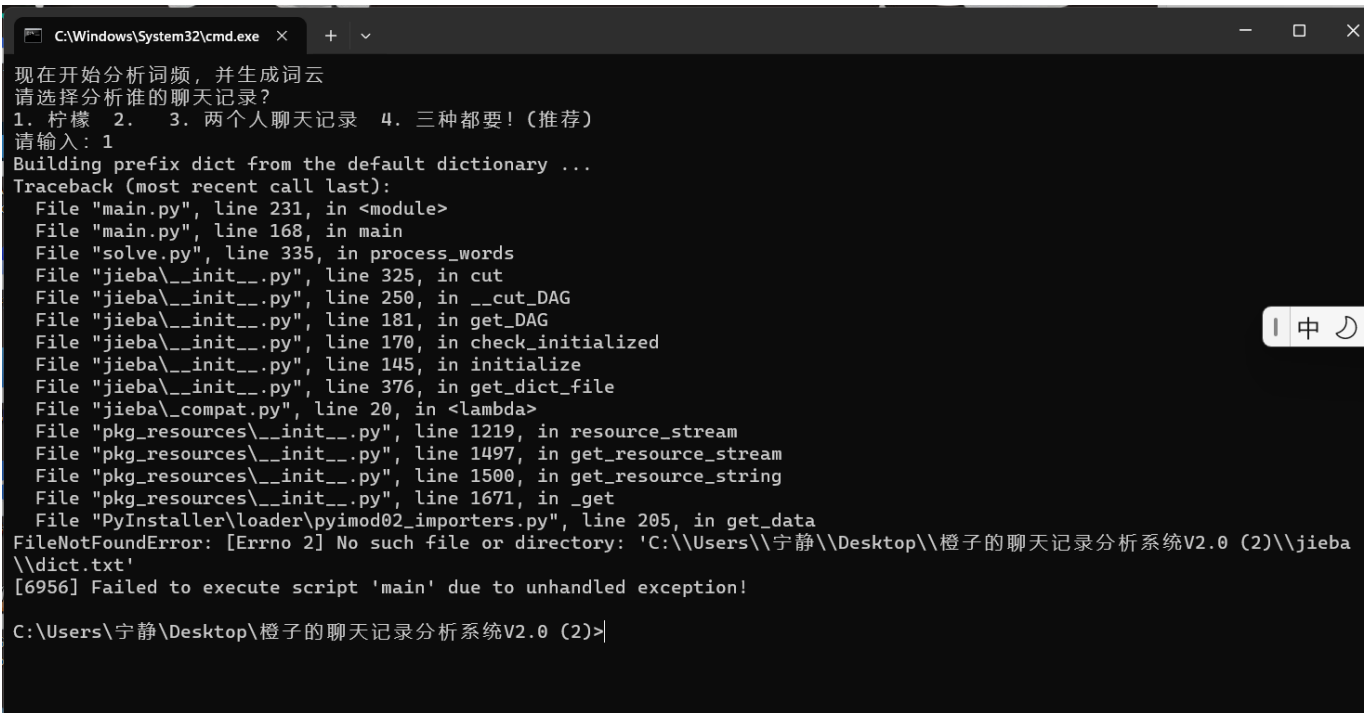 C:\Windows\System32\cmd.exe
现在开始分析词频，并生成词云
请选择分析谁的聊天记录？
1. 柠檬  2.   3. 两个人聊天记录  4. 三种都要！(推荐)
请输入：1
Building prefix dict from the default dictionary ...
Traceback (most recent call last):
  File "main.py", line 231, in <module>
  File "main.py", line 168, in main
  File "solve.py", line 335, in process_words
  File "jieba\__init__.py", line 325, in cut
  File "jieba\__init__.py", line 250, in __cut_DAG
  File "jieba\__init__.py", line 181, in get_DAG
  File "jieba\__init__.py", line 170, in check_initialized
  File "jieba\__init__.py", line 145, in initialize
  File "jieba\__init__.py", line 376, in get_dict_file
  File "jieba\_compat.py", line 20, in <lambda>
  File "pkg_resources\__init__.py", line 1219, in resource_stream
  File "pkg_resources\__init__.py", line 1497, in get_resource_stream
  File "pkg_resources\__init__.py", line 1500, in get_resource_string
  File "pkg_resources\__init__.py", line 1671, in _get
  File "PyInstaller\loader\pyimod02_importers.py", line 205, in get_data
FileNotFoundError: [Errno 2] No such file or directory: 'C:\\Users\\宁静\\Desktop\\橙子的聊天记录分析系统V2.0 (2)\\jieba
\\dict.txt'
[6956] Failed to execute script 'main' due to unhandled exception!
C:\Users\宁静\Desktop\橙子的聊天记录分析系统V2.0 (2)>
中